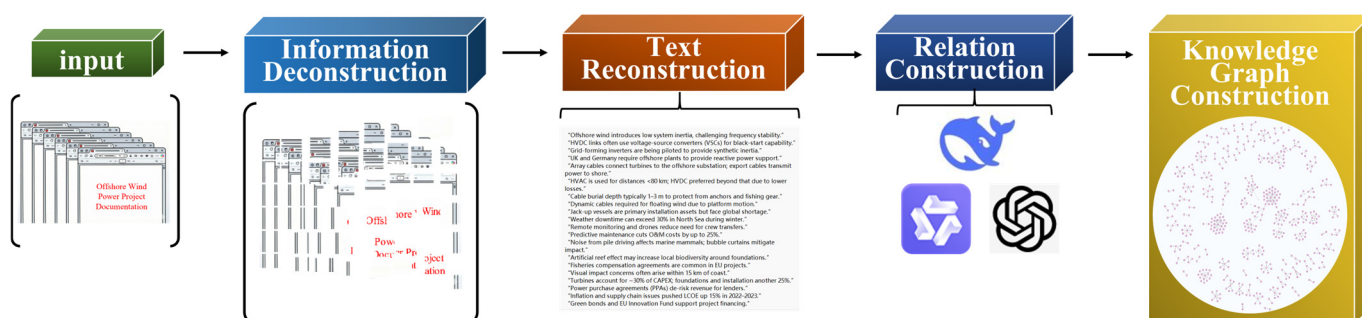 input
Information
Deconstruction
Text
Reconstruction
Relation
Construction
Knowledge
Graph
Construction
Offshore Wind
Power Project
Documentation
"Offshore wind introduces low system inertia, challenging frequency stability."
"HVDC links often use voltage-source converters (VSCs) for black-start capability."
"Grid-forming inverters are being piloted to provide synthetic inertia."
"UK and Germany require offshore plants to provide reactive power support."
"Array cables connect turbines to the offshore substation; export cables transmit
power to shore."
"HVAC is used for distances <80 km; HVDC preferred beyond that due to lower
losses."
"Cable burial depth typically 1–3 m to protect from anchors and fishing gear."
"Dynamic cables required for floating wind due to platform motion."
"Jack-up vessels are primary installation assets but face global shortage."
"Weather downtime can exceed 30% in North Sea during winter."
"Remote monitoring and drones reduce need for crew transfers."
"Predictive maintenance cuts O&M costs by up to 25%."
"Noise from pile driving affects marine mammals; bubble curtains mitigate
impact."
"Artificial reef effect may increase local biodiversity around foundations."
"Fisheries compensation agreements are common in EU projects."
"Visual impact concerns often arise within 15 km of coast."
"Turbines account for ~30% of CAPEX; foundations and installation another 25%."
"Power purchase agreements (PPAs) de-risk revenue for lenders."
"Inflation and supply chain issues pushed LCOE up 15% in 2022–2023."
"Green bonds and EU Innovation Fund support project financing."